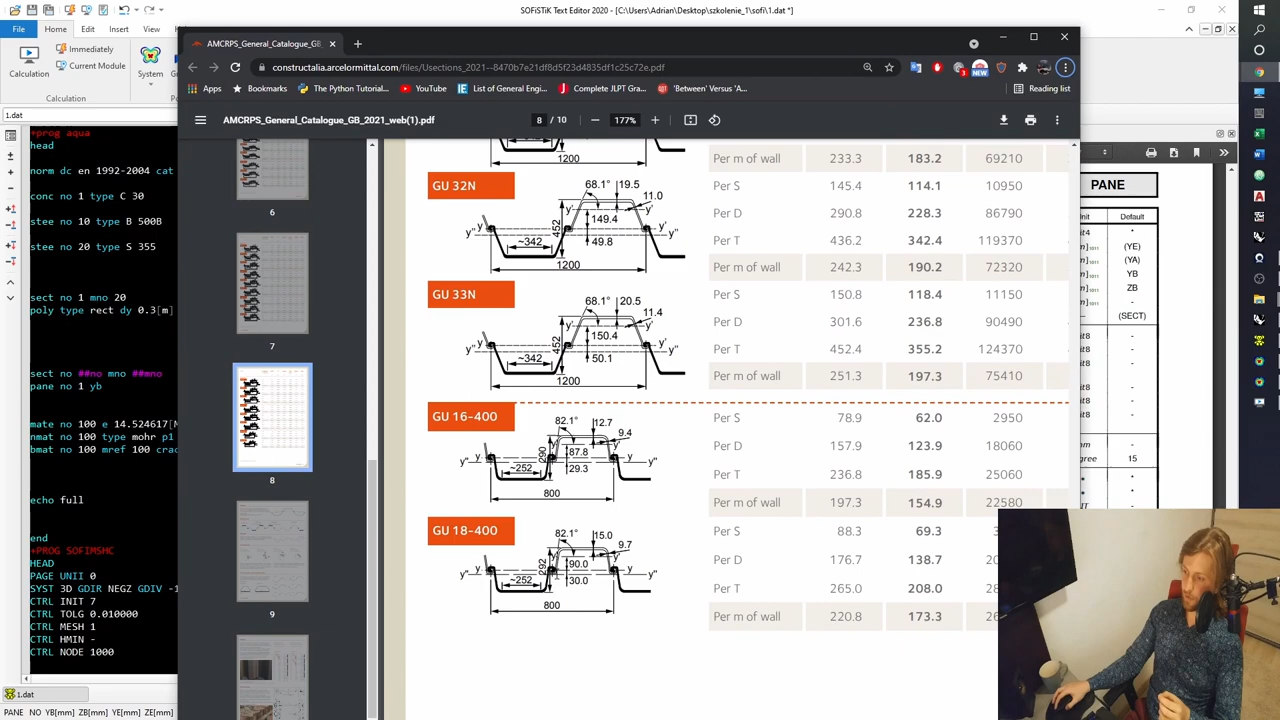 SOFiSTiK Text Editor 2020 - [C:\Users\Adrian\Desktop\szkolenie_1\sofi\1.dat *]
File Home Edit Insert View
Immediately
With Current Module
Calculation System
Calculation
1.dat
+prog aqua
head
norm dc en 1992-2004 cat
conc no 1 type C 30
stee no 10 type B 500B
stee no 20 type S 355
sect no 1 mno 20
poly type rect dy 0.3[m]
sect no ##no mno ##mno
pane no 1 yb
mate no 100 e 14.524617[M
nmat no 100 type mohr p1
bmat no 100 mref 100 crac
echo full
end
+PROG SOFIMSHC
HEAD
PAGE UNII 0
SYST 3D GDIR NEGZ GDIV -1
CTRL INIT 7
CTRL TOLG 0.010000
CTRL MESH 1
CTRL HMIN -
CTRL NODE 1000
1.dat
PANE NO YB[mm] ZB[mm] YE[mm] ZE[mm]
AMCRPS_General_Catalogue_GB
constructalia.arcelormittal.com/files/Usections_2021--8470b7e21df8d5f23d4835df1c25c72e.pdf
Apps Bookmarks The Python Tutorial... YouTube List of General Engi... Complete JLPT Gra... 'Between' Versus 'A... Reading list
NEW
AMCRPS_General_Catalogue_GB_2021_web(1).pdf 8 / 10 177%
6
7
8
9
1200
Per m of wall 233.3 183.2 69210
GU 32N
68.1° 19.5
11.0
y' y'
149.4
452
y y
y" y"
~342 49.8
1200
Per S 145.4 114.1 10950
Per D 290.8 228.3 86790
Per T 436.2 342.4 119370
Per m of wall 242.3 190.2 72320
GU 33N
68.1° 20.5
11.4
y' y'
150.4
452
y y
y" y"
~342 50.1
1200
Per S 150.8 118.4 11150
Per D 301.6 236.8 90490
Per T 452.4 355.2 124370
Per m of wall 251.3 197.3 75410
GU 16-400
82.1° 12.7
9.4
y' y'
87.8
290
y y
y" y"
~252 29.3
800
Per S 78.9 62.0 2950
Per D 157.9 123.9 18060
Per T 236.8 185.9 25060
Per m of wall 197.3 154.9 22580
GU 18-400
82.1° 15.0
9.7
y' y'
90.0
292
y y
y" y"
~252 30.0
800
Per S 88.3 69.3
Per D 176.7 138.7
Per T 265.0 208.0
Per m of wall 220.8 173.3
PANE
Default
*
(YE)
(YA)
YB
ZB
-
(SECT)
-
-
-
-
-
-
egree 15